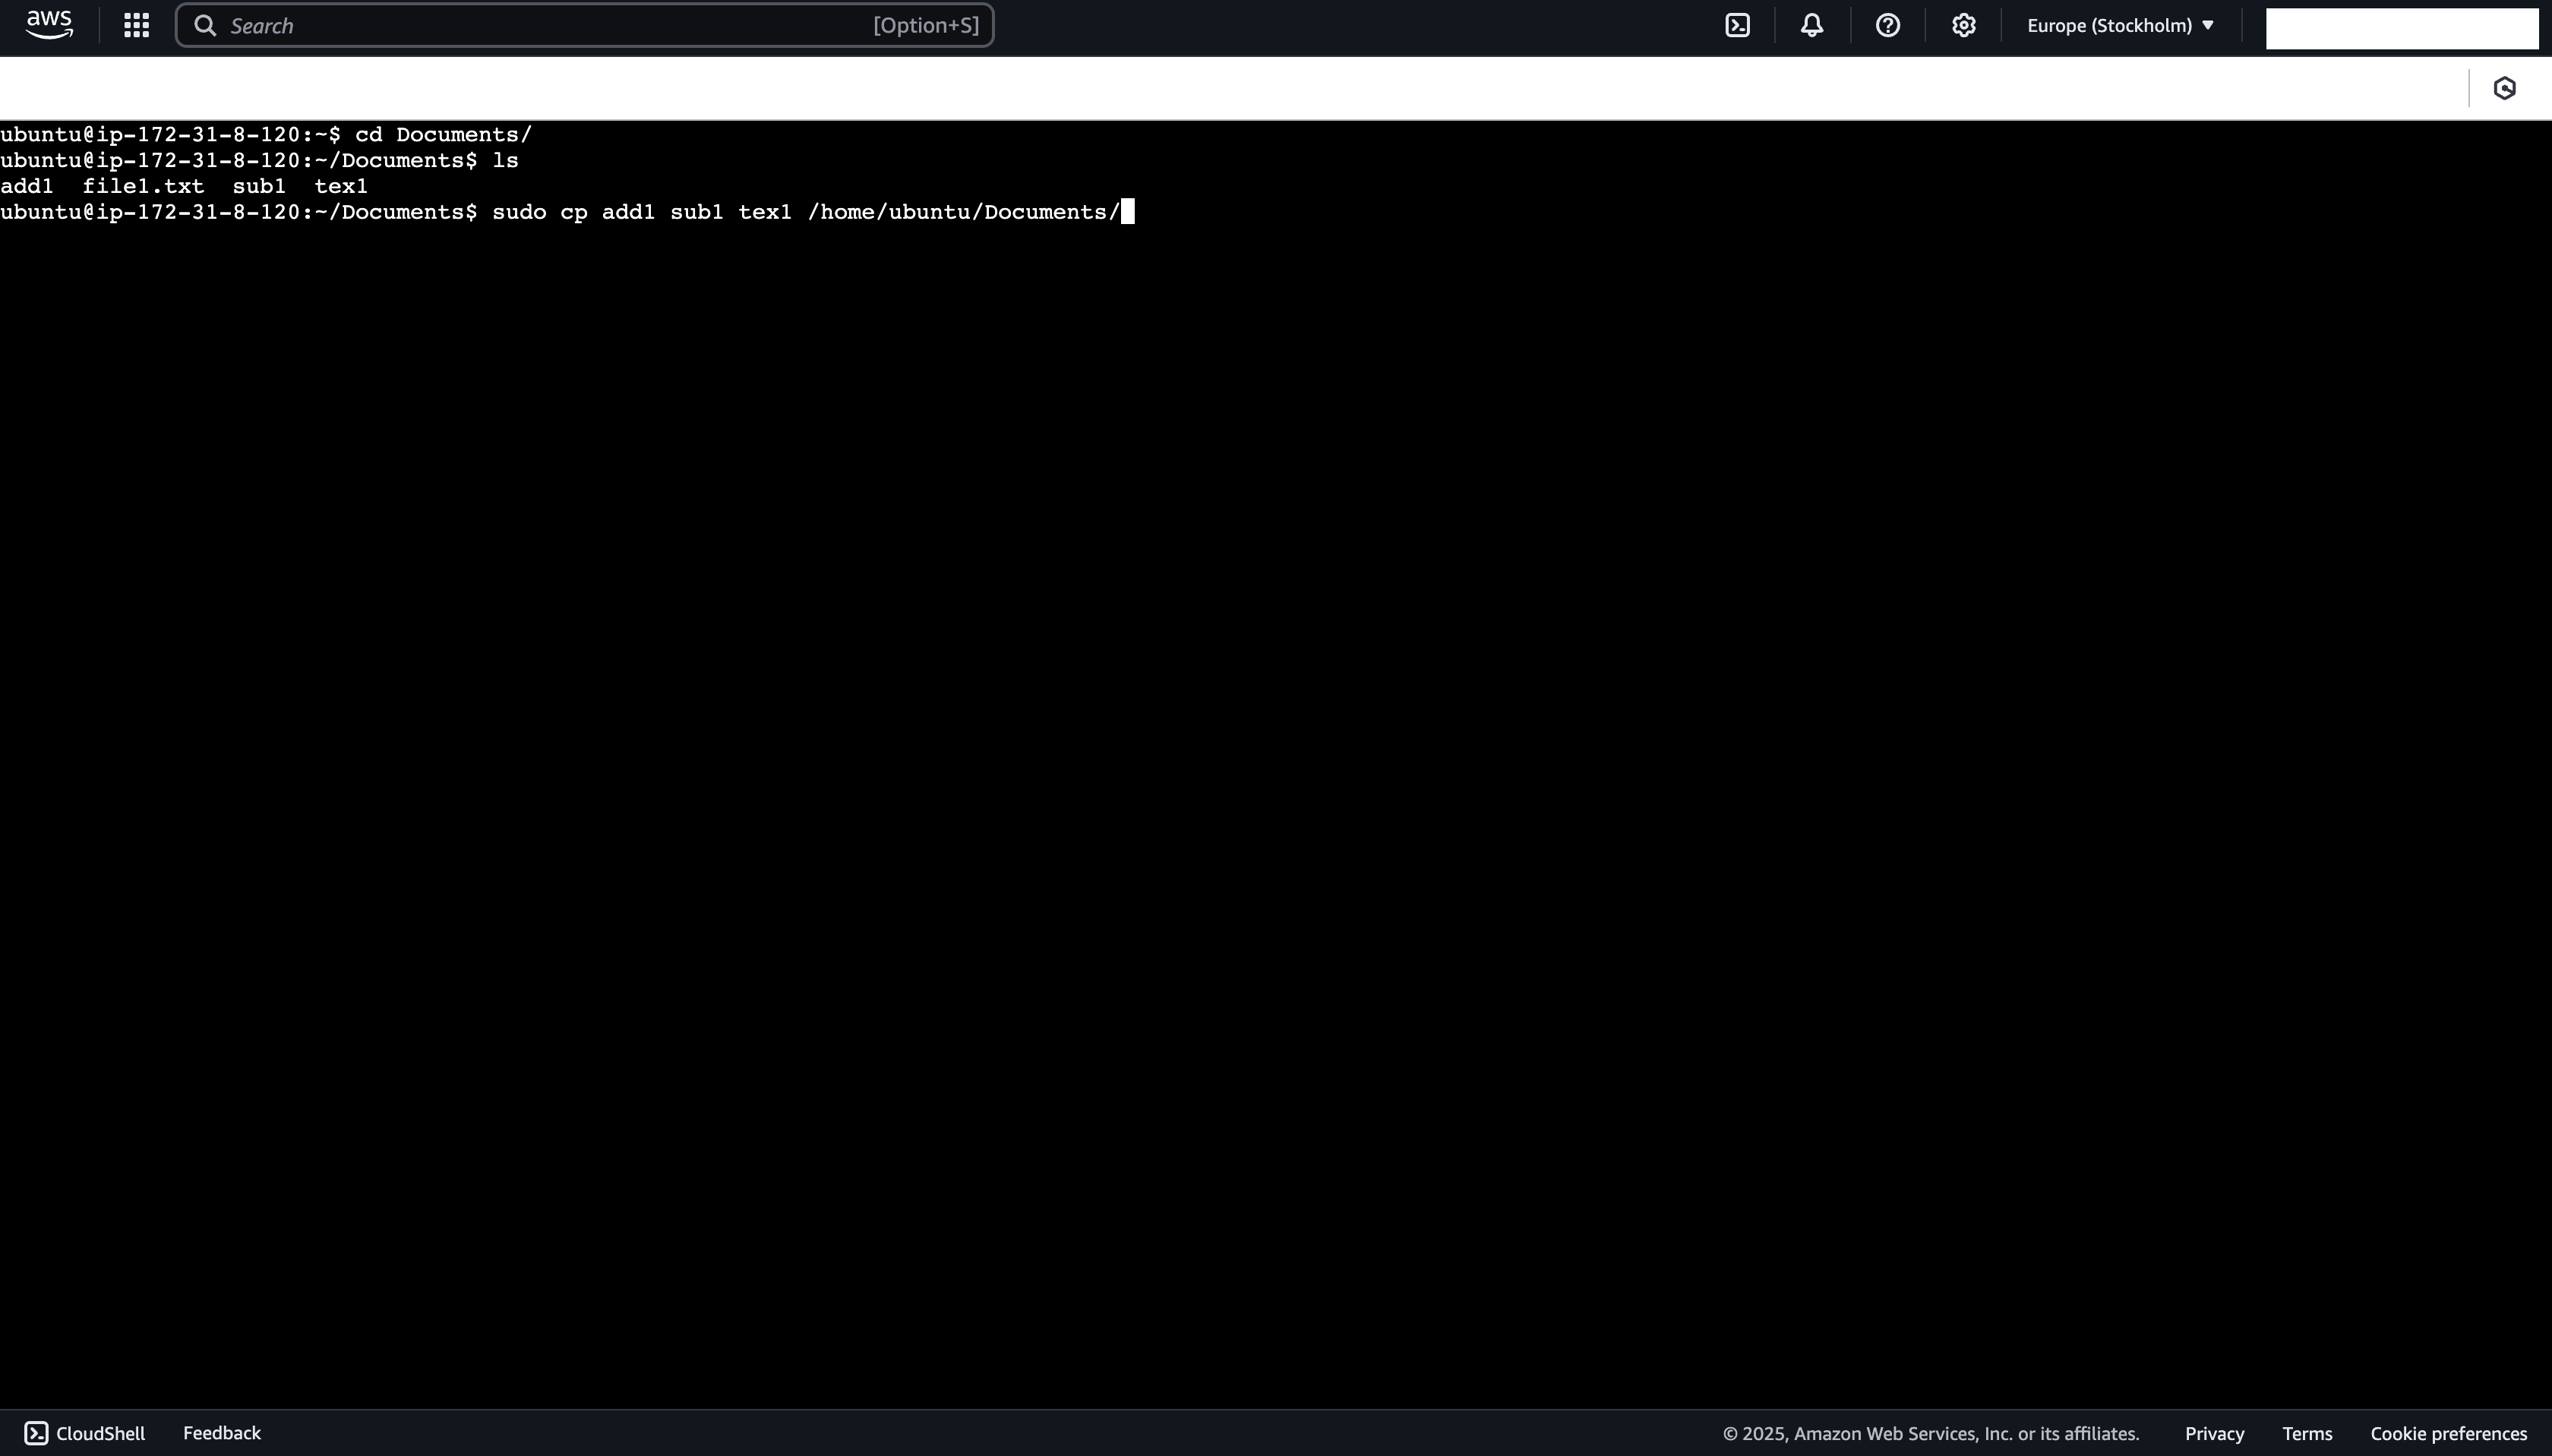 aws
Search [Option+S]
Europe (Stockholm)
ubuntu@ip-172-31-8-120:~$ cd Documents/
ubuntu@ip-172-31-8-120:~/Documents$ ls
add1  file1.txt  sub1  tex1
ubuntu@ip-172-31-8-120:~/Documents$ sudo cp add1 sub1 tex1 /home/ubuntu/Documents/
CloudShell Feedback © 2025, Amazon Web Services, Inc. or its affiliates. Privacy Terms Cookie preferences